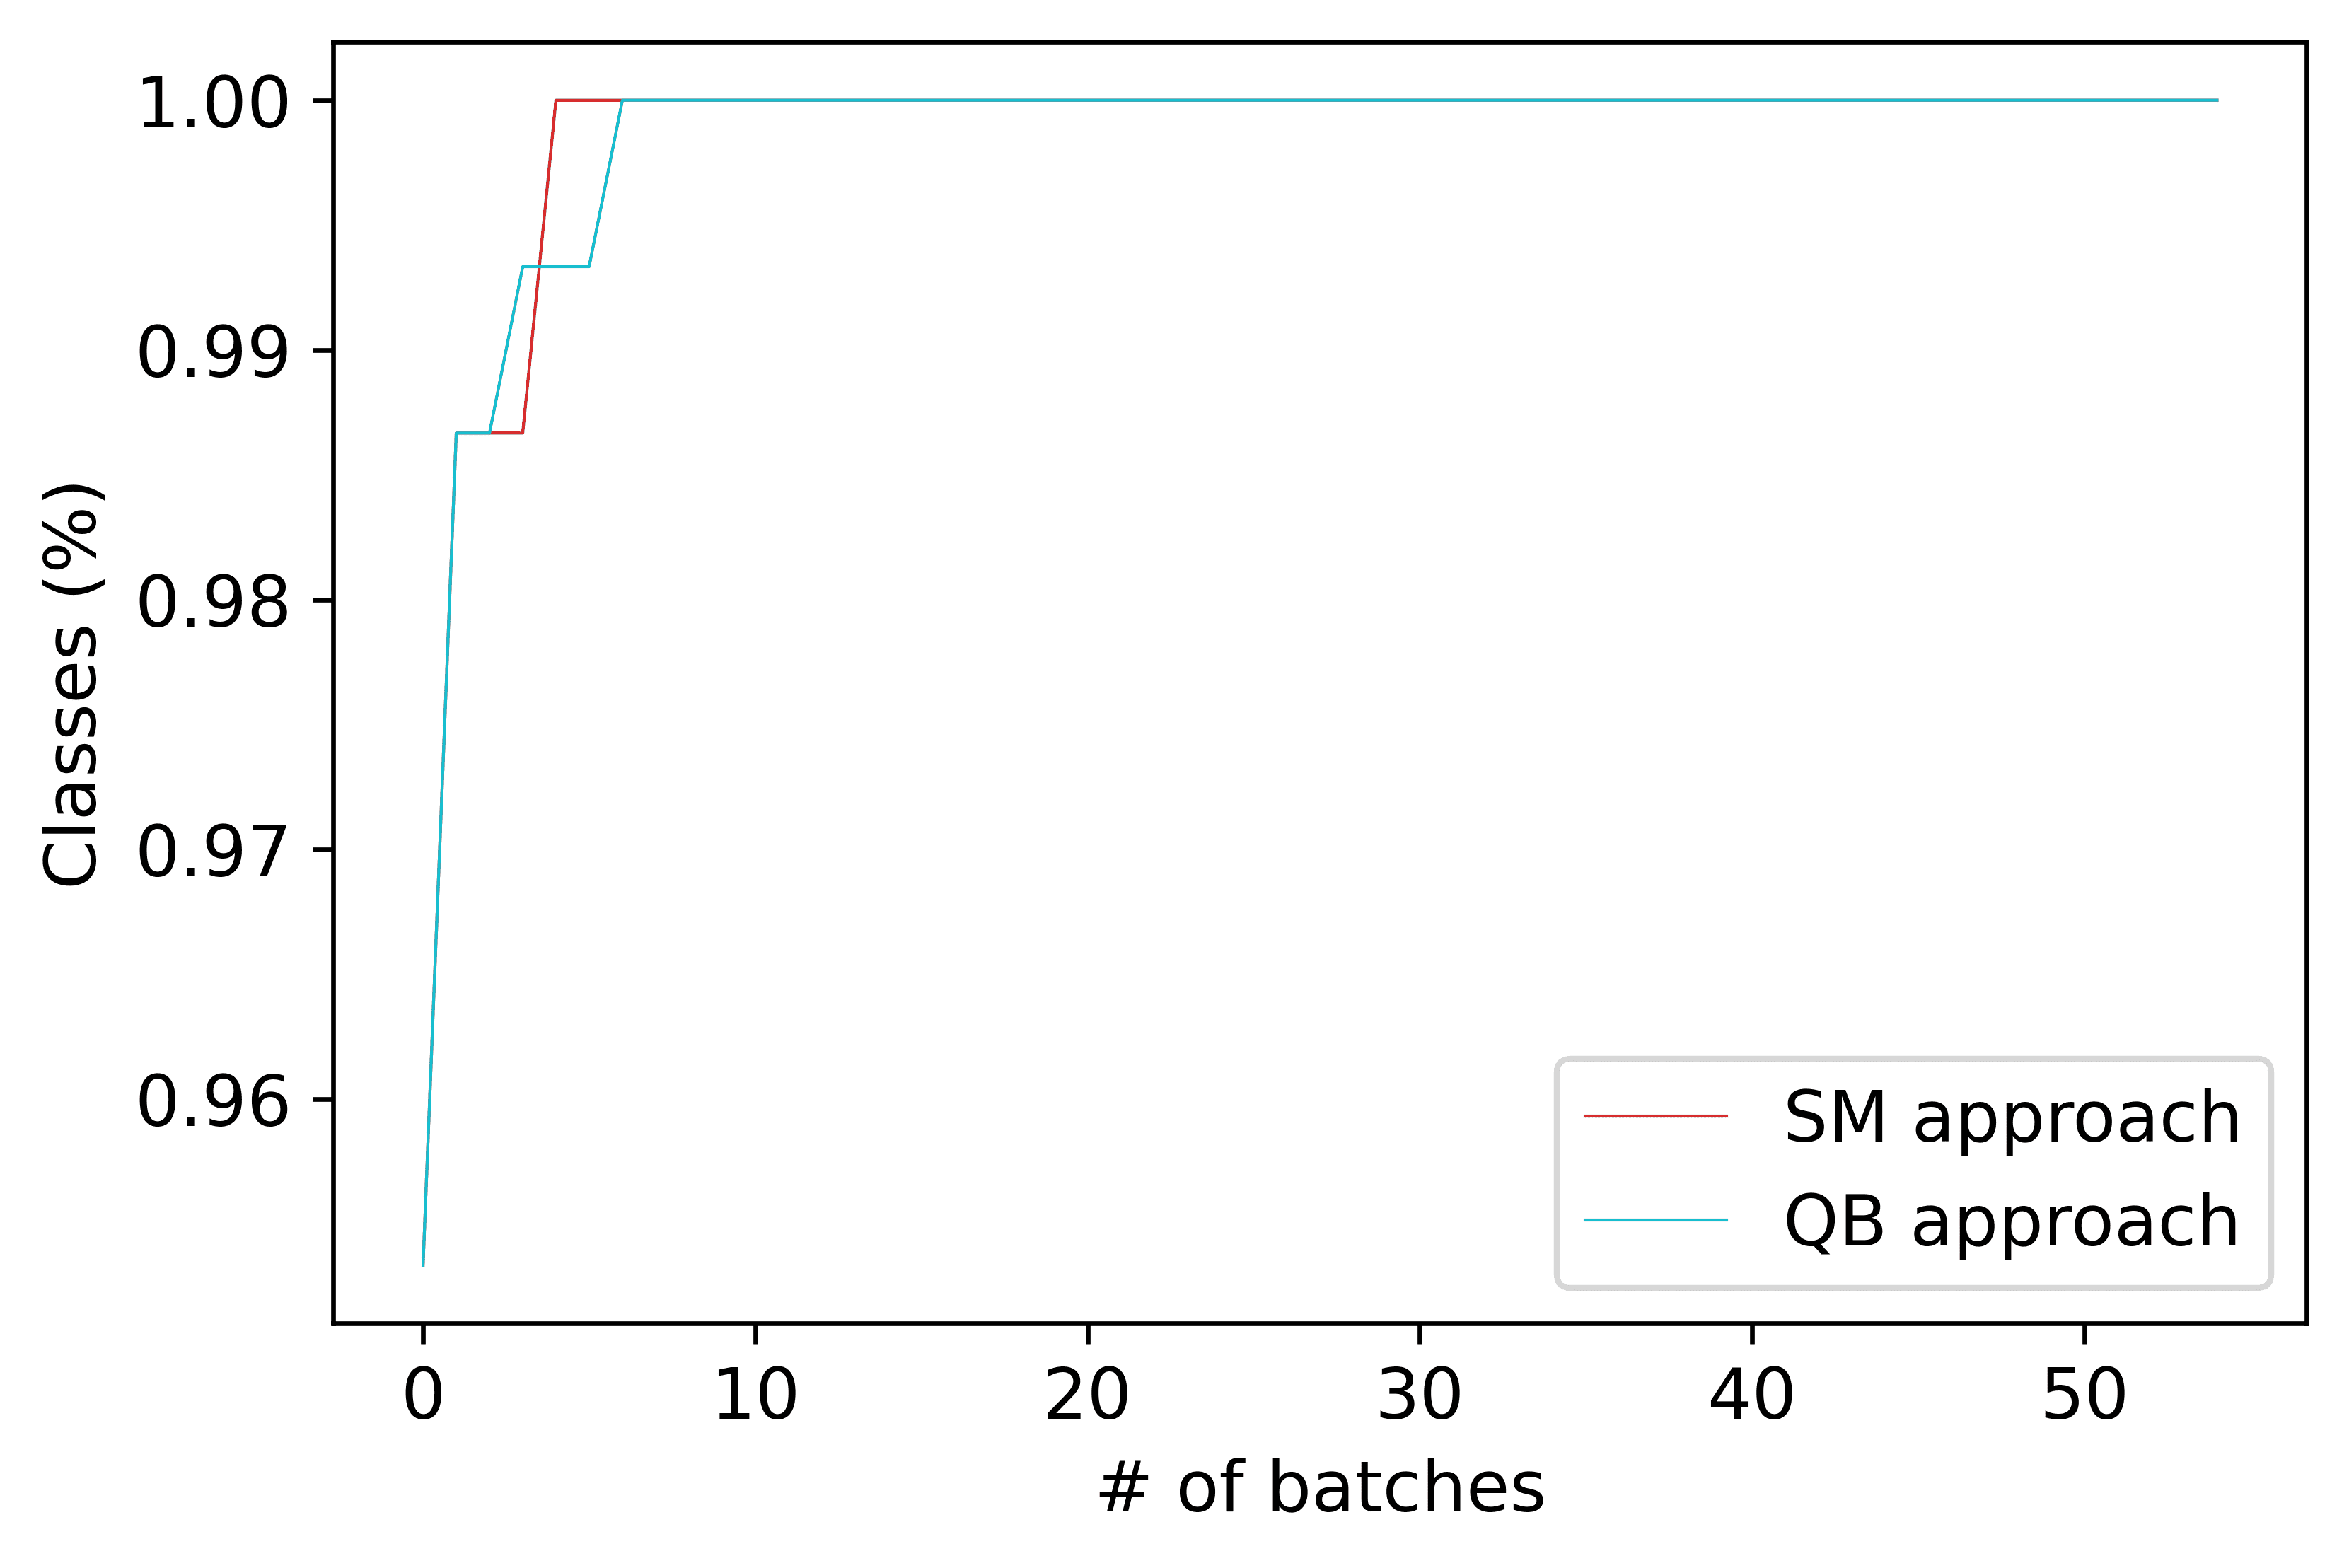 1.00
0.99
0.98
0.97
0.96
Classes (%)
SM approach
QB approach
0 10 20 30 40 50
# of batches